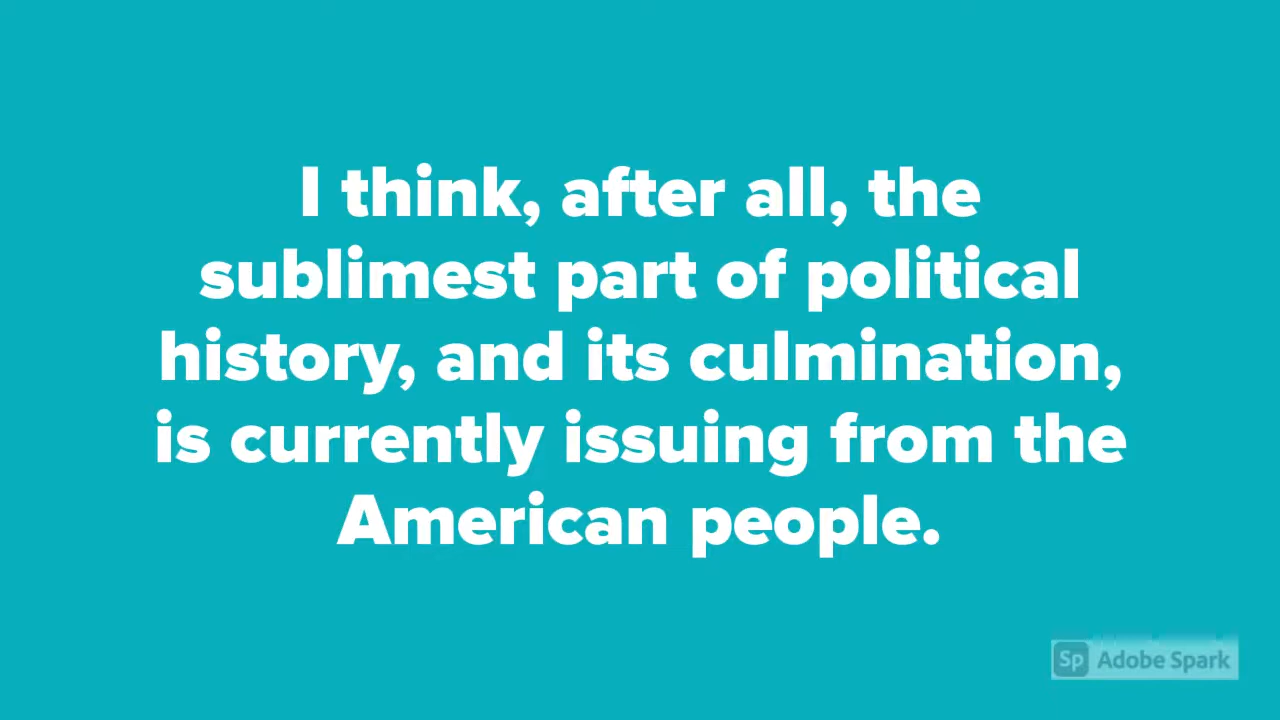 I think, after all, the
sublimest part of political
history, and its culmination,
is currently issuing from the
American people.
Sp Adobe Spark